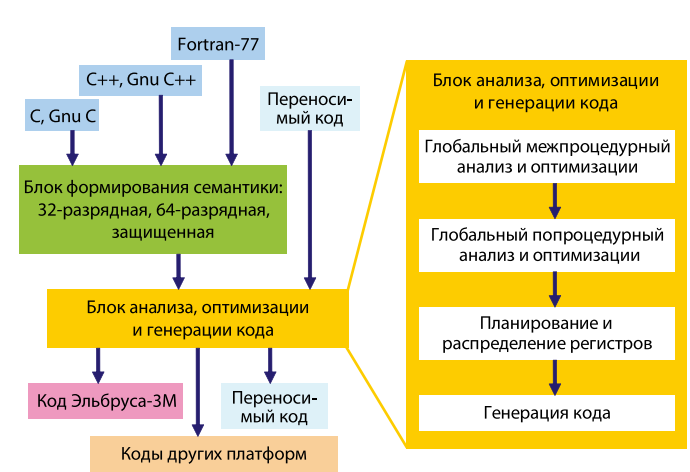 Fortran-77
C++, Gnu C++
C, Gnu C
Переноси-
мый код
Блок формирования семантики:
32-разрядная, 64-разрядная,
защищенная
Блок анализа, оптимизации
и генерации кода
Код Эльбруса-3М
Переноси-
мый код
Коды других платформ
Блок анализа, оптимизации
и генерации кода
Глобальный межпроцедурный
анализ и оптимизации
Глобальный попроцедурный
анализ и оптимизации
Планирование и
распределение регистров
Генерация кода